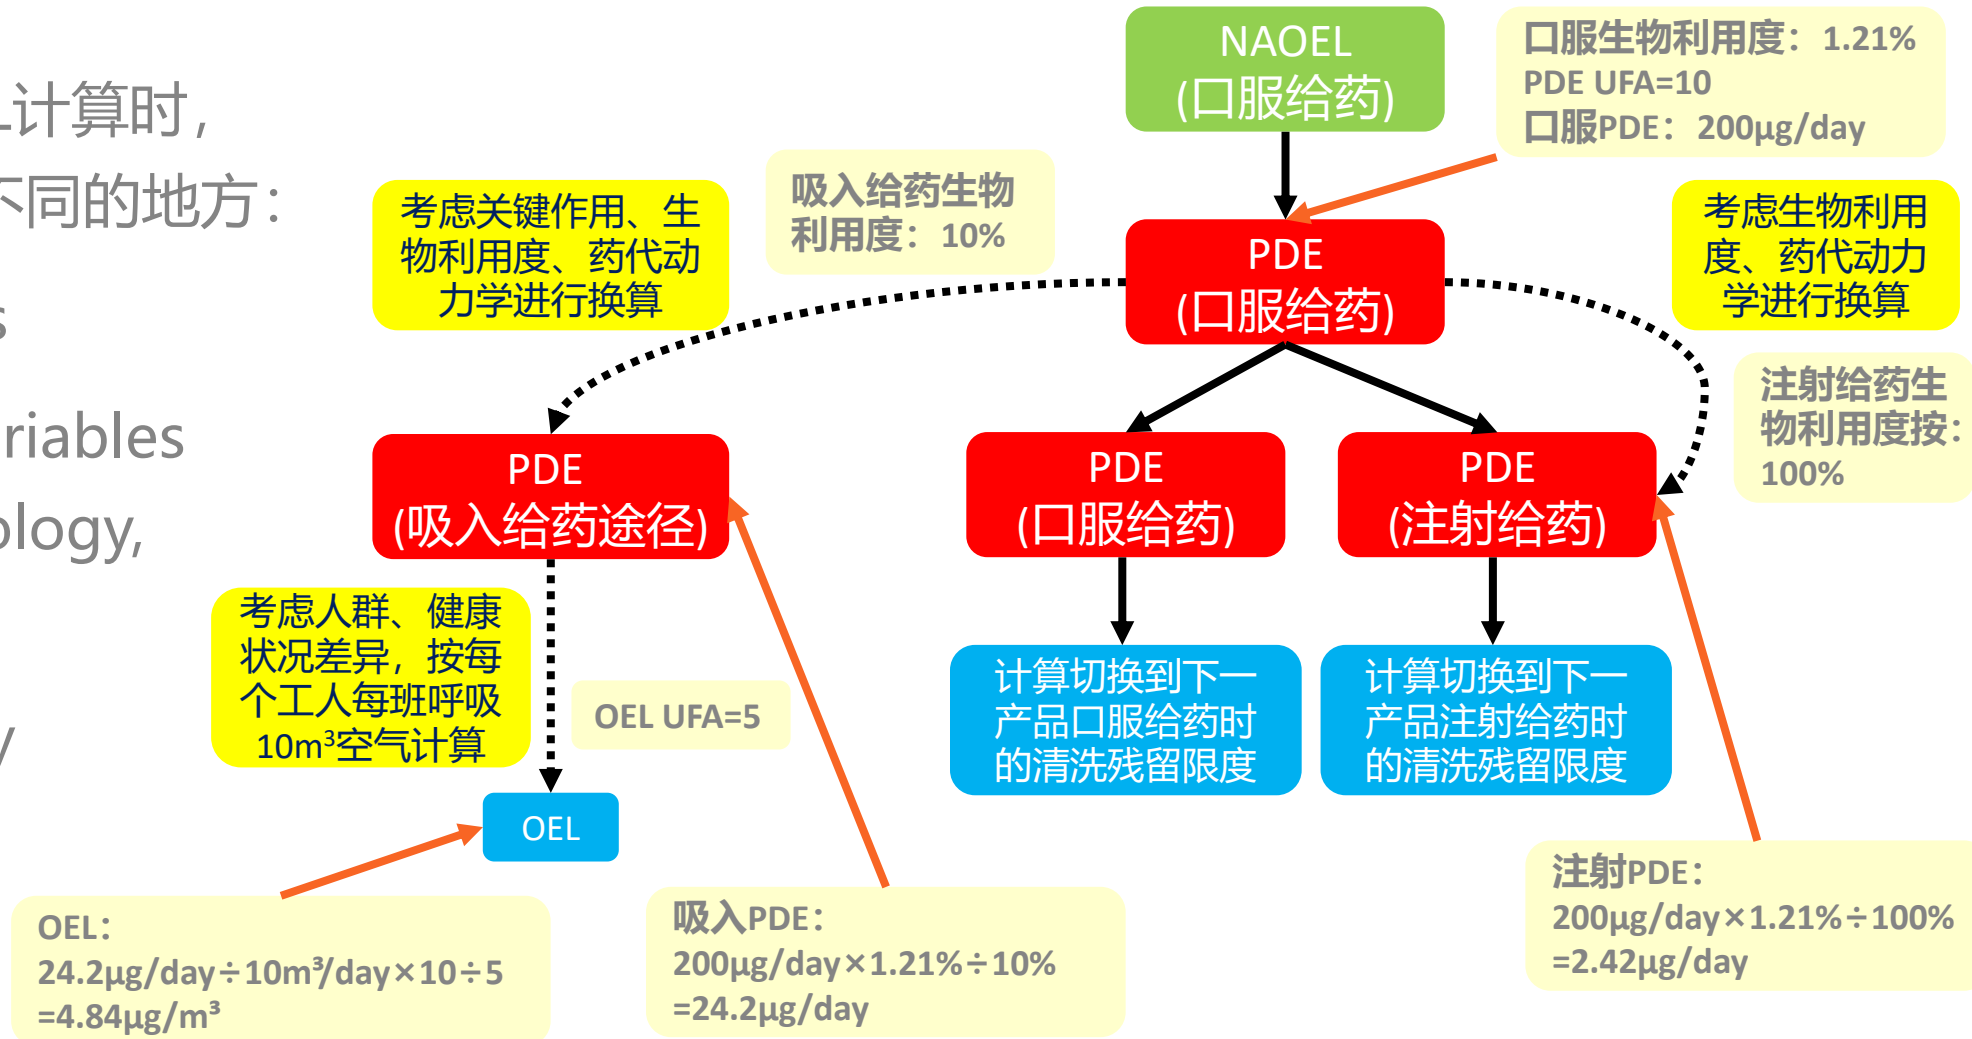 计算时，
不同的地方：
s
riables
ology,
y
NAOEL
(口服给药)
口服生物利用度：1.21%
PDE UFA=10
口服PDE：200μg/day
考虑关键作用、生
物利用度、药代动
力学进行换算
吸入给药生物
利用度：10%
PDE
(口服给药)
考虑生物利用
度、药代动力
学进行换算
注射给药生
物利用度按：
100%
PDE
(吸入给药途径)
PDE
(口服给药)
PDE
(注射给药)
考虑人群、健康
状况差异，按每
个工人每班呼吸
10m³空气计算
OEL UFA=5
计算切换到下一
产品口服给药时
的清洗残留限度
计算切换到下一
产品注射给药时
的清洗残留限度
OEL
OEL：
24.2μg/day÷10m³/day×10÷5
=4.84μg/m³
吸入PDE：
200μg/day×1.21%÷10%
=24.2μg/day
注射PDE：
200μg/day×1.21%÷100%
=2.42μg/day